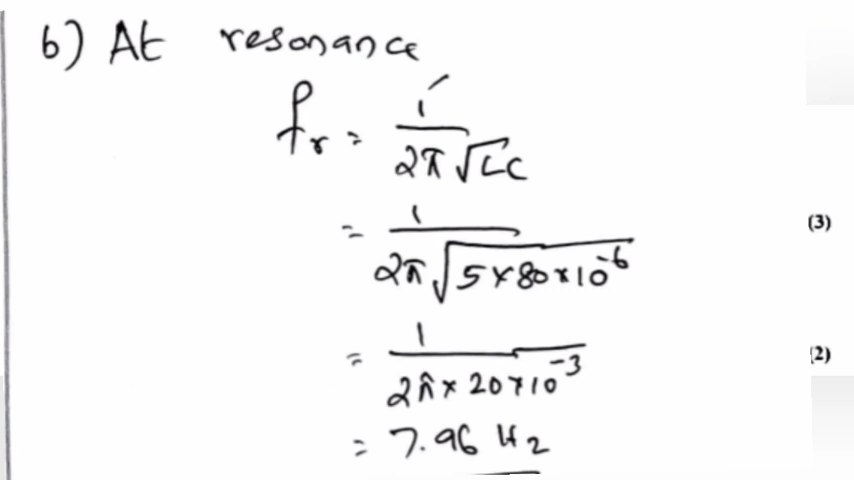 6) At resonance
fr = 1 / 2π√LC
= 1 / 2π√5×80×10⁻⁶
(3)
= 1 / 2π×20×10⁻³
(2)
= 7.96 Hz